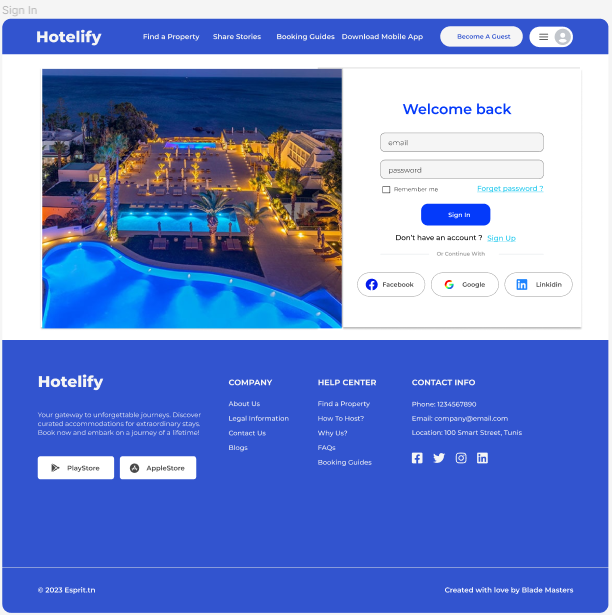 Sign In
Hotelify
Find a Property
Share Stories
Booking Guides
Download Mobile App
Become A Guest
Welcome back
email
password
Remember me
Forget password ?
Sign In
Don't have an account ? Sign Up
Or Continue With
Facebook
Google
Linkidin
Hotelify
Your gateway to unforgettable journeys. Discover
curated accommodations for extraordinary stays.
Book now and embark on a journey of a lifetime!
PlayStore
AppleStore
COMPANY
About Us
Legal Information
Contact Us
Blogs
HELP CENTER
Find a Property
How To Host?
Why Us?
FAQs
Booking Guides
CONTACT INFO
Phone: 1234567890
Email: company@email.com
Location: 100 Smart Street, Tunis
© 2023 Esprit.tn
Created with love by Blade Masters